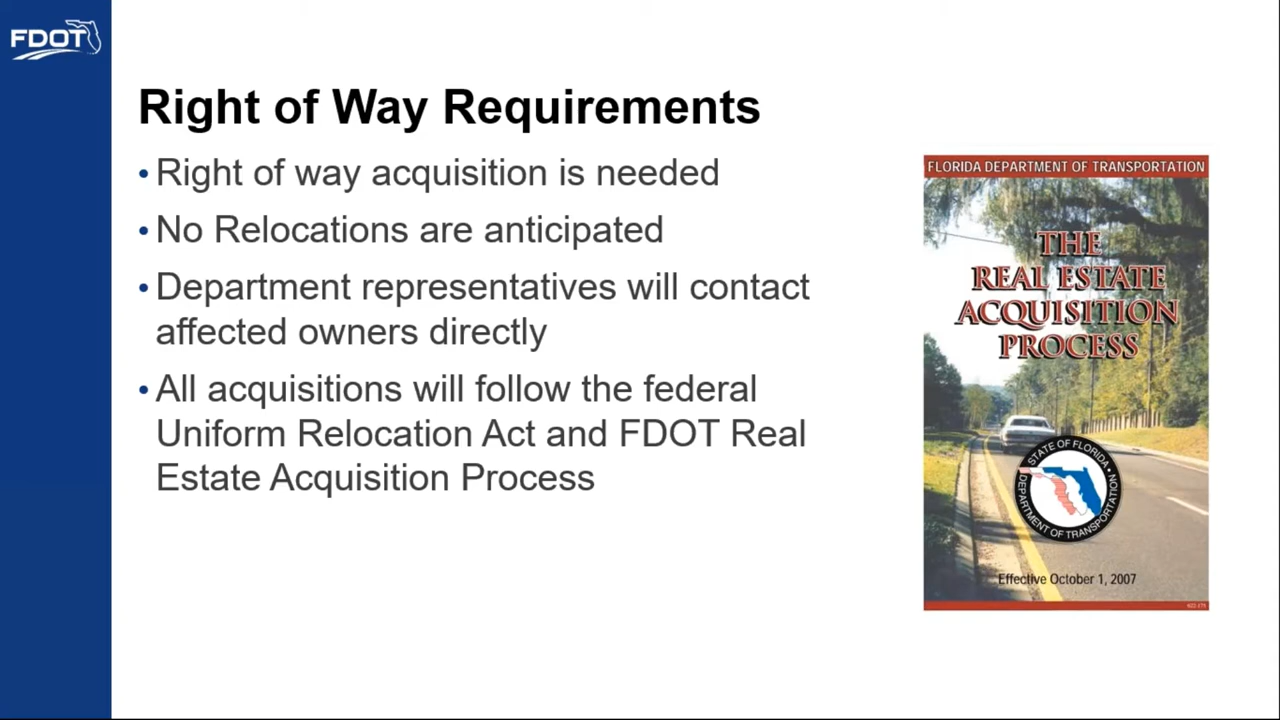 FDOT
Right of Way Requirements
• Right of way acquisition is needed
• No Relocations are anticipated
• Department representatives will contact
affected owners directly
• All acquisitions will follow the federal
Uniform Relocation Act and FDOT Real
Estate Acquisition Process
FLORIDA DEPARTMENT OF TRANSPORTATION
THE
REAL ESTATE
ACQUISITION
PROCESS
STATE OF FLORIDA •
DEPARTMENT OF TRANSPORTATION
Effective October 1, 2007